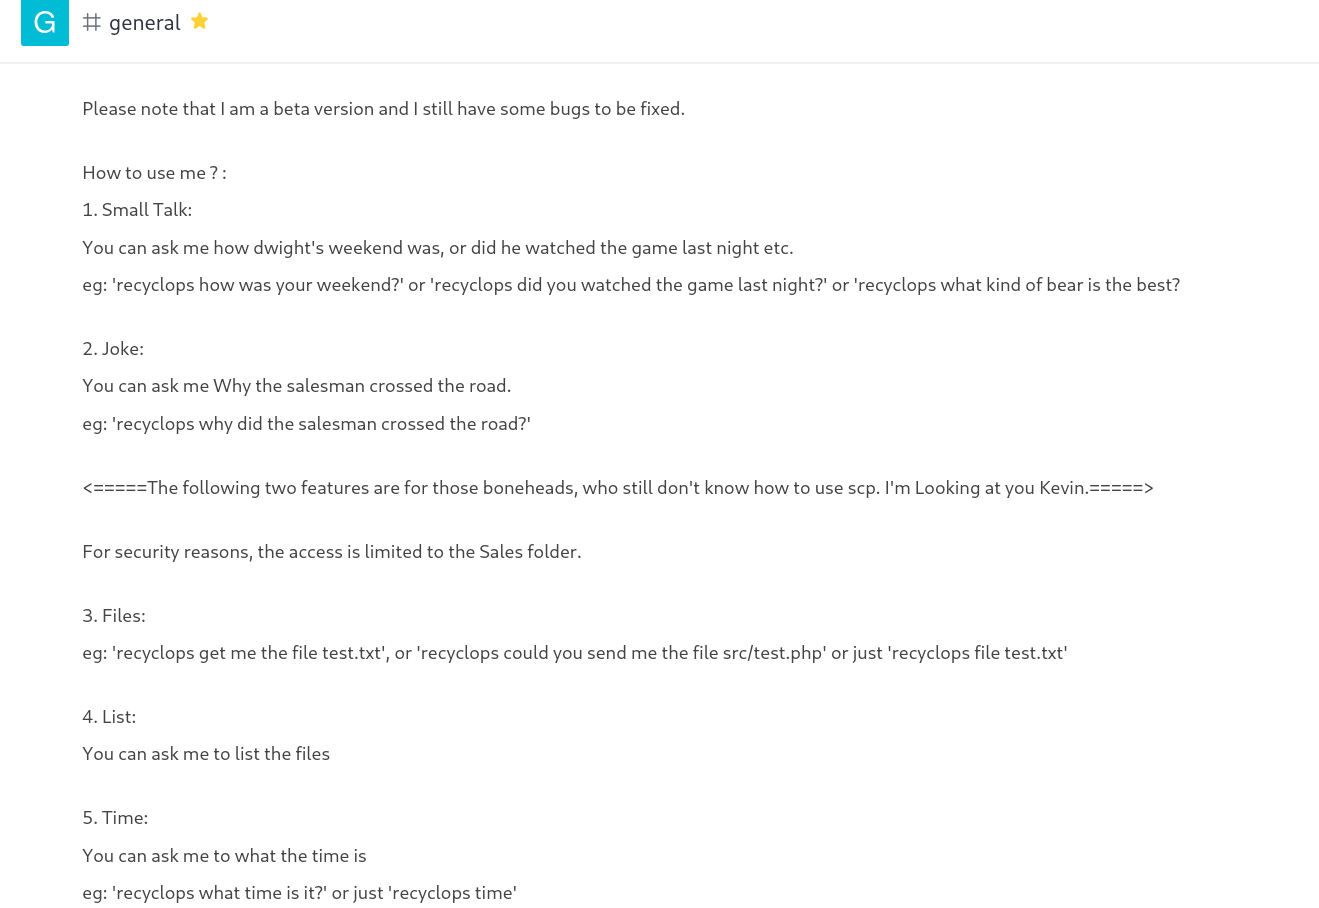 G # general
Please note that I am a beta version and I still have some bugs to be fixed.
How to use me ? :
1. Small Talk:
You can ask me how dwight's weekend was, or did he watched the game last night etc.
eg: 'recyclops how was your weekend?' or 'recyclops did you watched the game last night?' or 'recyclops what kind of bear is the best?
2. Joke:
You can ask me Why the salesman crossed the road.
eg: 'recyclops why did the salesman crossed the road?'
<=====The following two features are for those boneheads, who still don't know how to use scp. I'm Looking at you Kevin.=====>
For security reasons, the access is limited to the Sales folder.
3. Files:
eg: 'recyclops get me the file test.txt', or 'recyclops could you send me the file src/test.php' or just 'recyclops file test.txt'
4. List:
You can ask me to list the files
5. Time:
You can ask me to what the time is
eg: 'recyclops what time is it?' or just 'recyclops time'